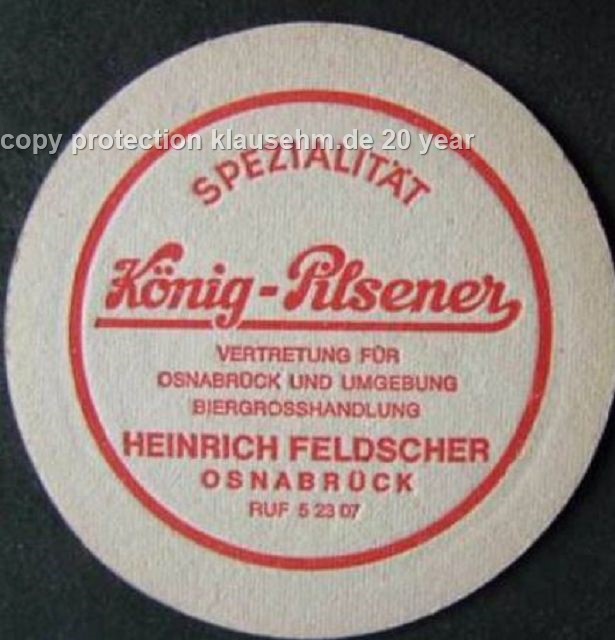 copy protection klausehm.de 20 year
SPEZIALITÄT
König-Pilsener
VERTRETUNG FÜR
OSNABRÜCK UND UMGEBUNG
BIERGROSSHANDLUNG
HEINRICH FELDSCHER
OSNABRÜCK
RUF 5 23 07